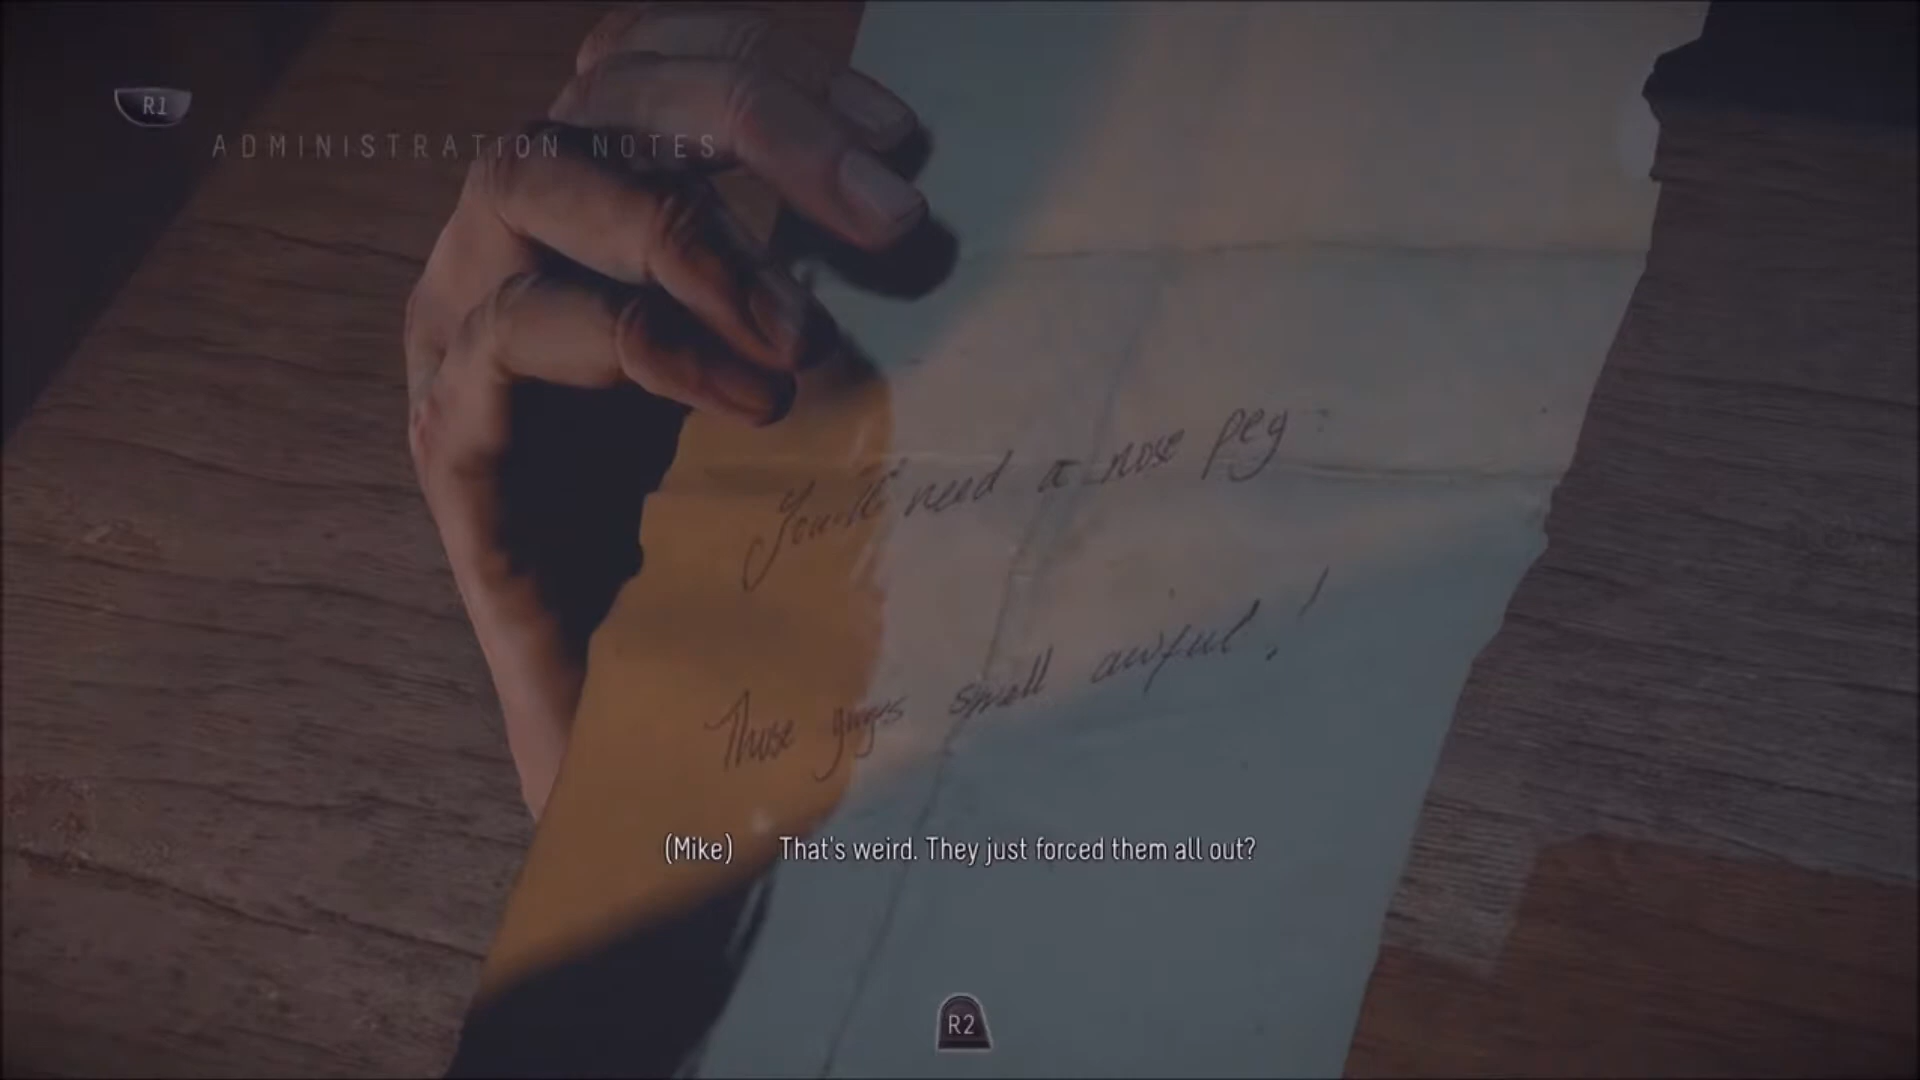 R1
ADMINISTRATION NOTES
You'll need a nose peg
Those guys smell awful!
(Mike) That's weird. They just forced them all out?
R2